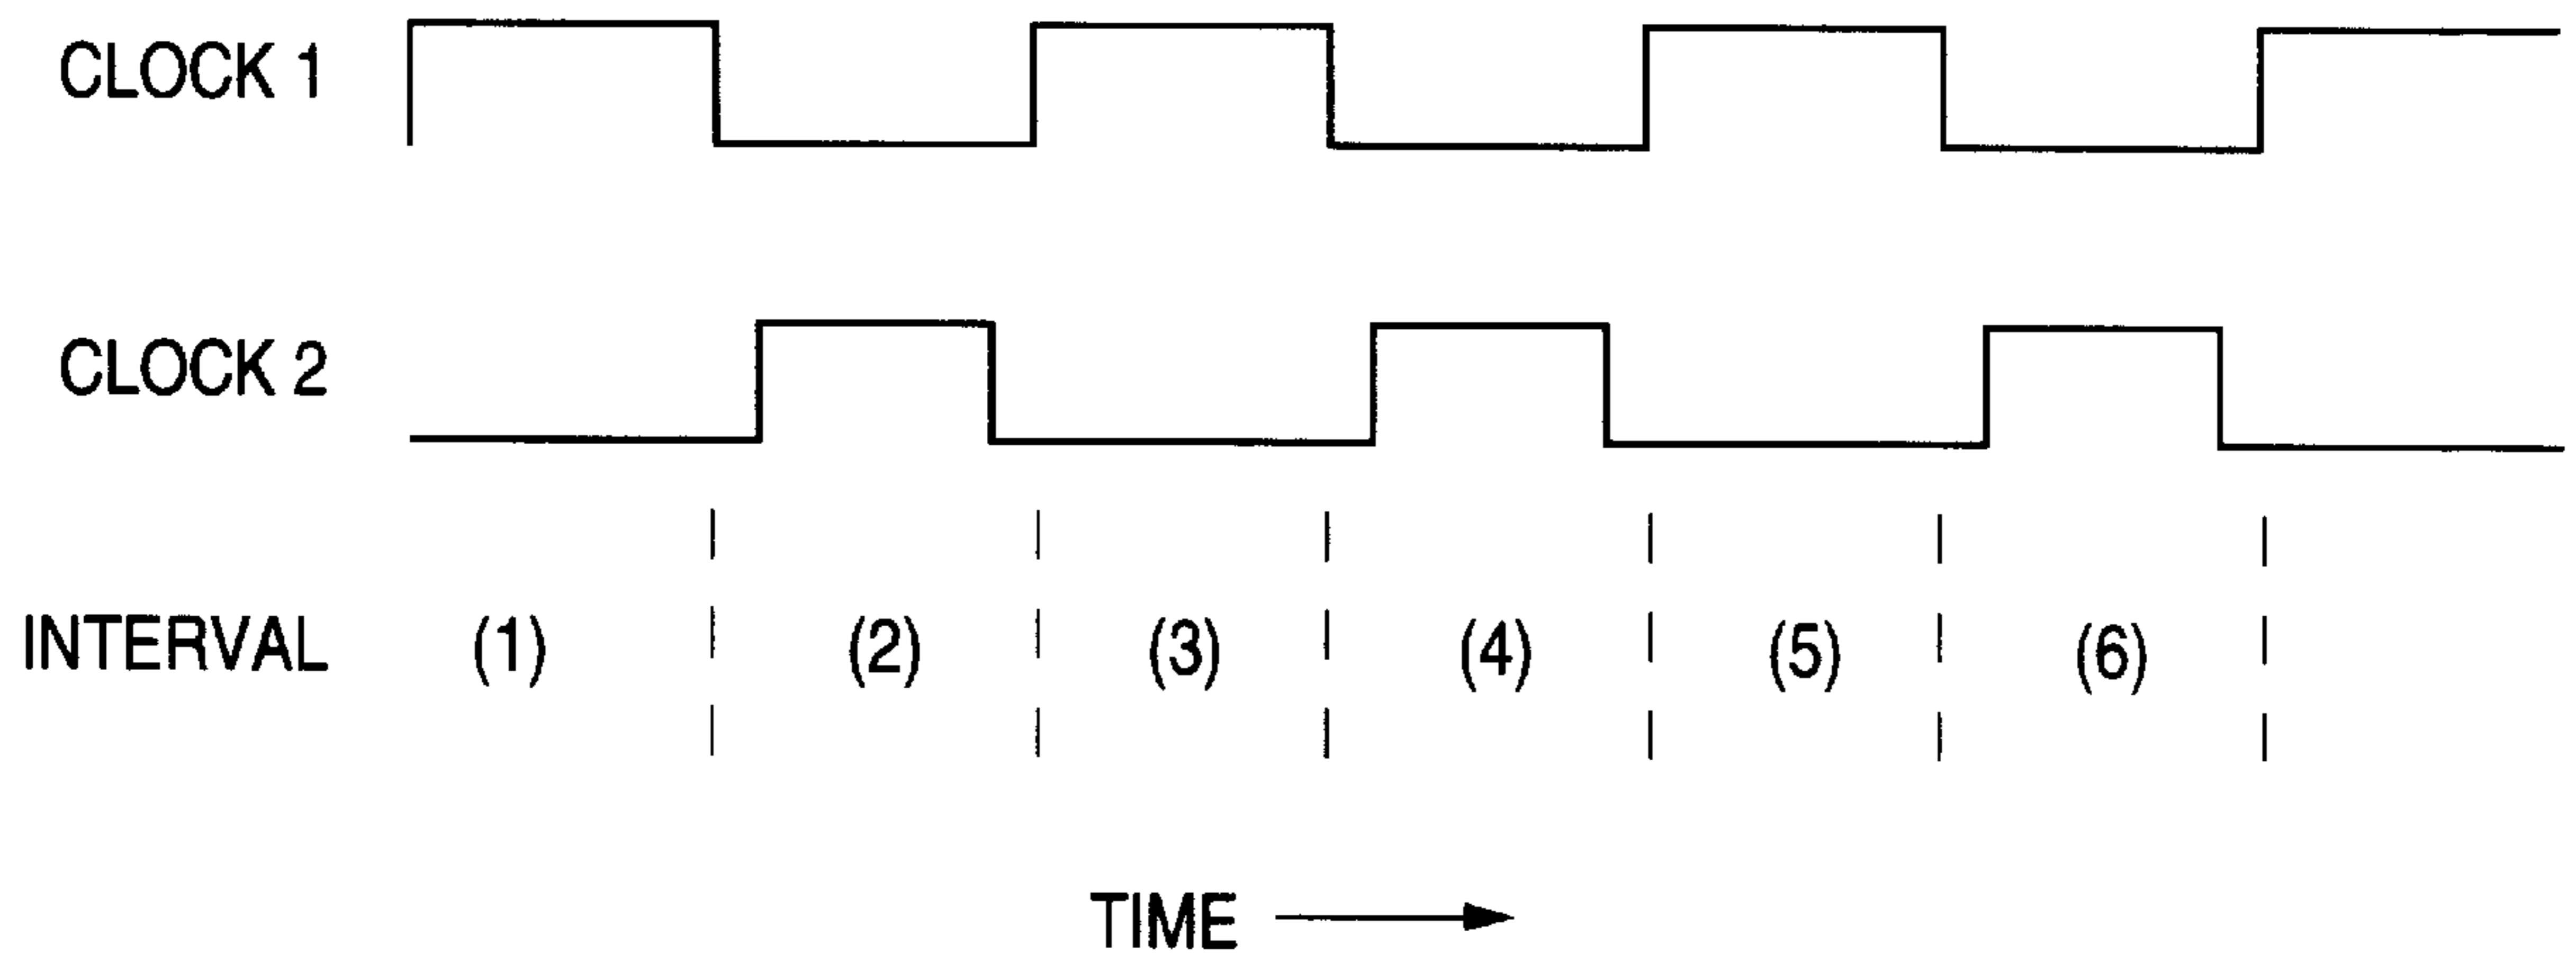 CLOCK 1
CLOCK 2
INTERVAL (1) (2) (3) (4) (5) (6)
TIME